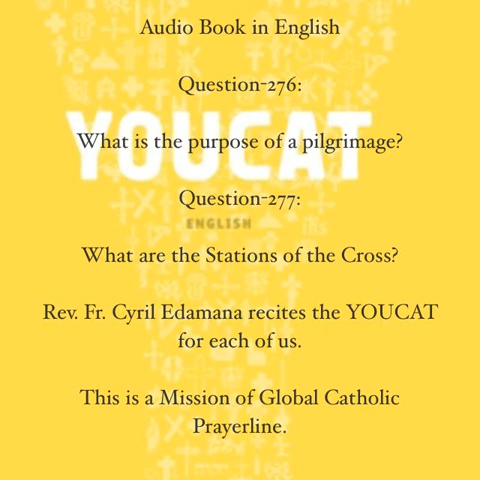 Audio Book in English
Question-276:
YOUCAT
What is the purpose of a pilgrimage?
Question-277:
ENGLISH
What are the Stations of the Cross?
Rev. Fr. Cyril Edamana recites the YOUCAT
for each of us.
This is a Mission of Global Catholic
Prayerline.